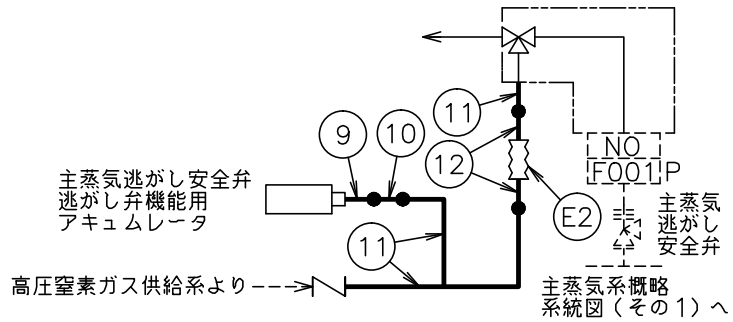 NO
F001P
11
9
10
12
主蒸気逃がし安全弁
逃がし弁機能用
アキュムレータ
E2
主蒸気
逃がし
安全弁
11
高圧窒素ガス供給系より
主蒸気系概略
系統図(その1)へ